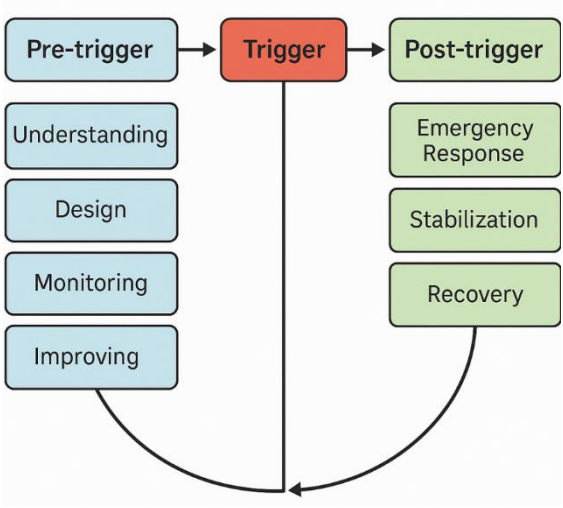 Pre-trigger
Trigger
Post-trigger
Understanding
Design
Monitoring
Improving
Emergency
Response
Stabilization
Recovery